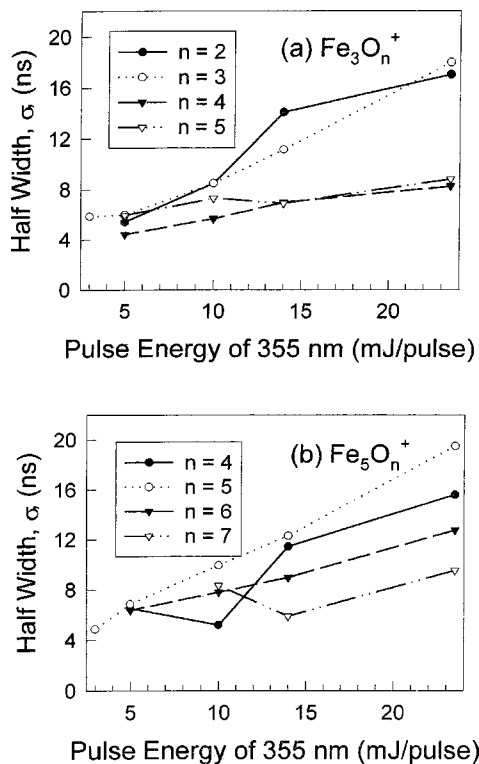 (a) Fe₃Oₙ⁺
n = 2
n = 3
n = 4
n = 5
20
16
12
8
4
0
Half Width, σ, (ns)
5 10 15 20
Pulse Energy of 355 nm (mJ/pulse)
(b) Fe₅Oₙ⁺
n = 4
n = 5
n = 6
n = 7
20
16
12
8
4
0
Half Width, σ, (ns)
5 10 15 20
Pulse Energy of 355 nm (mJ/pulse)